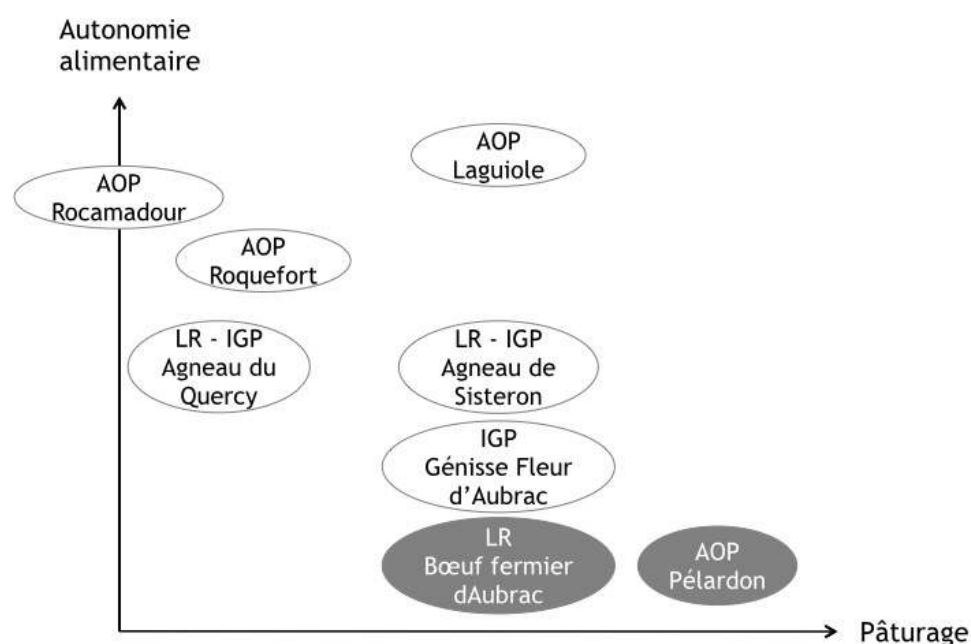 Autonomie
alimentaire
AOP
Laguiole
AOP
Rocamadour
AOP
Roquefort
LR - IGP
Agneau du
Quercy
LR - IGP
Agneau de
Sisteron
IGP
Génisse Fleur
d’Aubrac
LR
Bœuf fermier
dAubrac
AOP
Pélardon
Pâturage